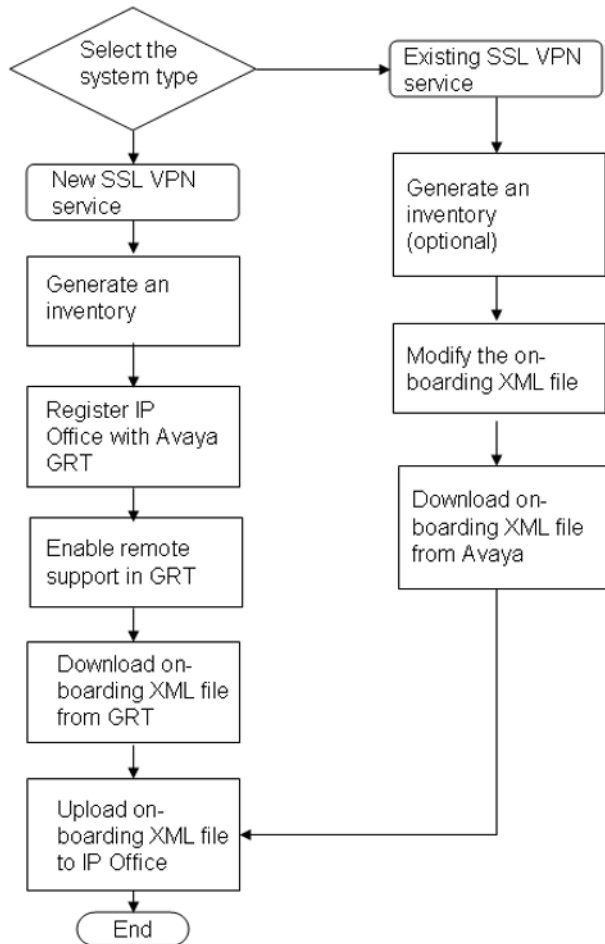 Select the
system type
Existing SSL VPN
service
New SSL VPN
service
Generate an
inventory
(optional)
Generate an
inventory
Modify the on-
boarding XML file
Register IP
Office with Avaya
GRT
Download on-
boarding XML file
from Avaya
Enable remote
support in GRT
Download on-
boarding XML file
from GRT
Upload on-
boarding XML file
to IP Office
End